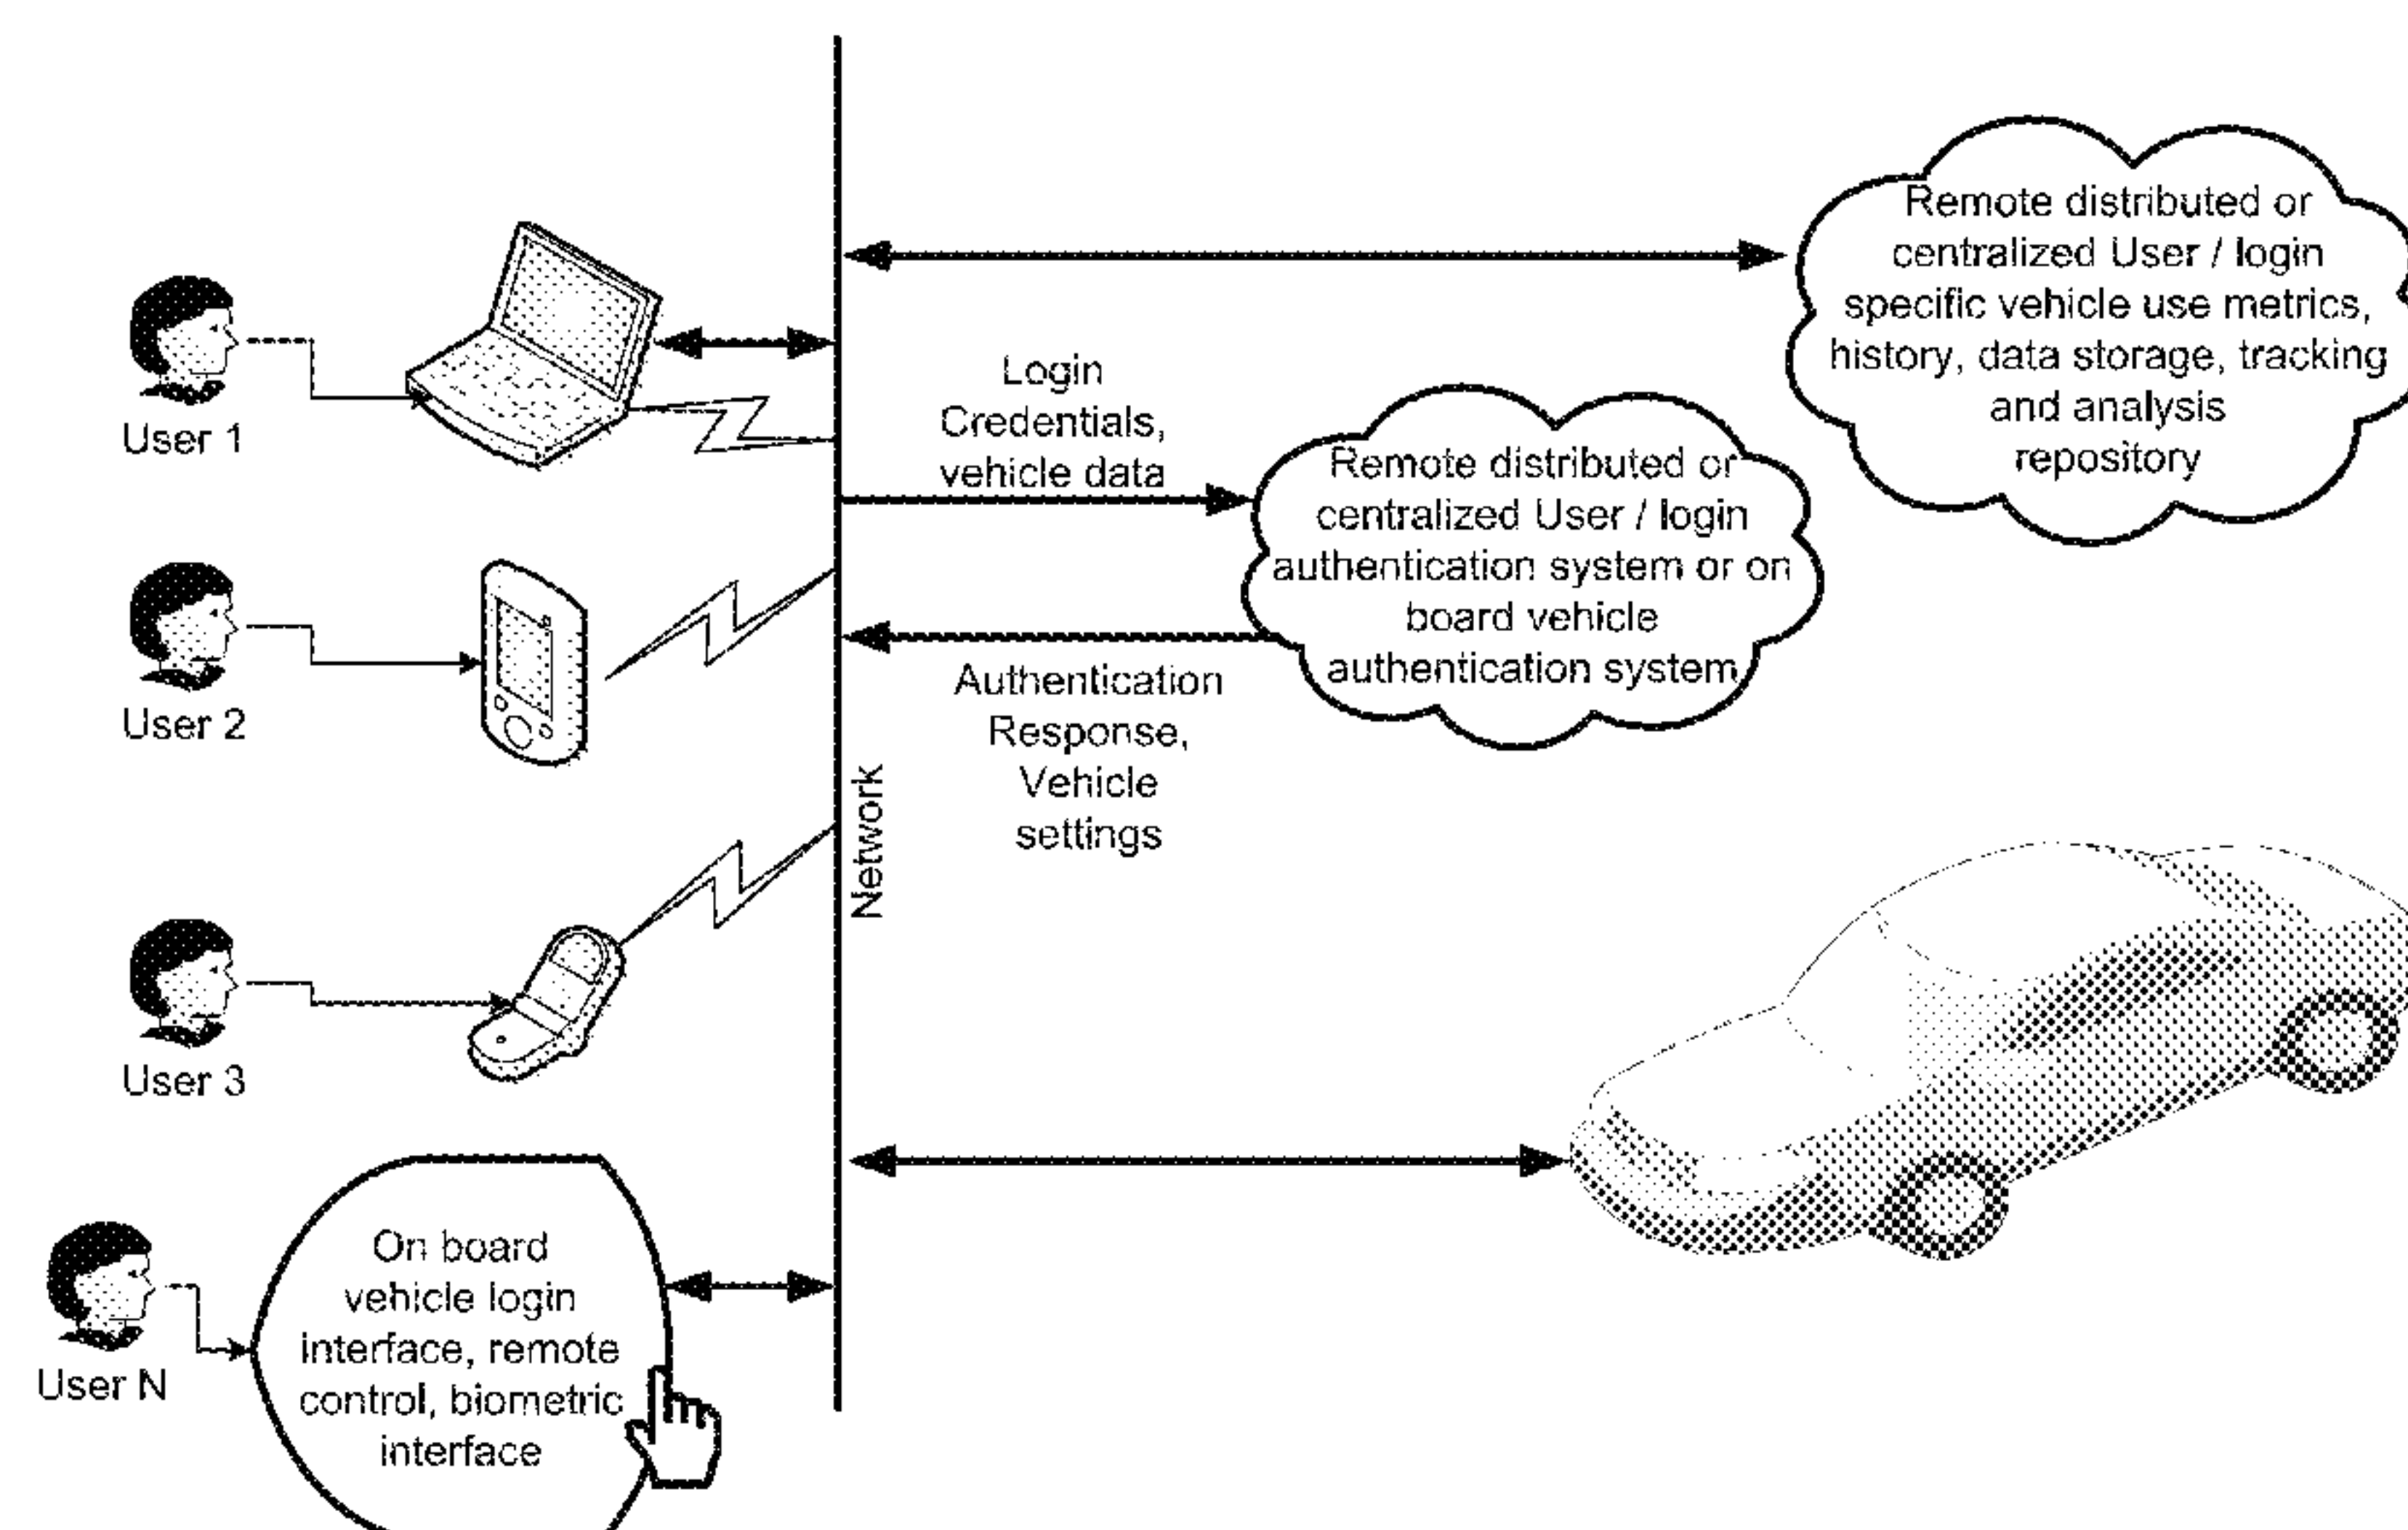 Remote distributed or
centralized User / login
specific vehicle use metrics,
history, data storage, tracking
and analysis
repository
User 1
Login
Credentials,
vehicle data
Remote distributed or
centralized User / login
authentication system or on
board vehicle
authentication system
User 2
Authentication
Response,
Vehicle
settings
Network
User 3
On board
vehicle login
interface, remote
control, biometric
interface
User N